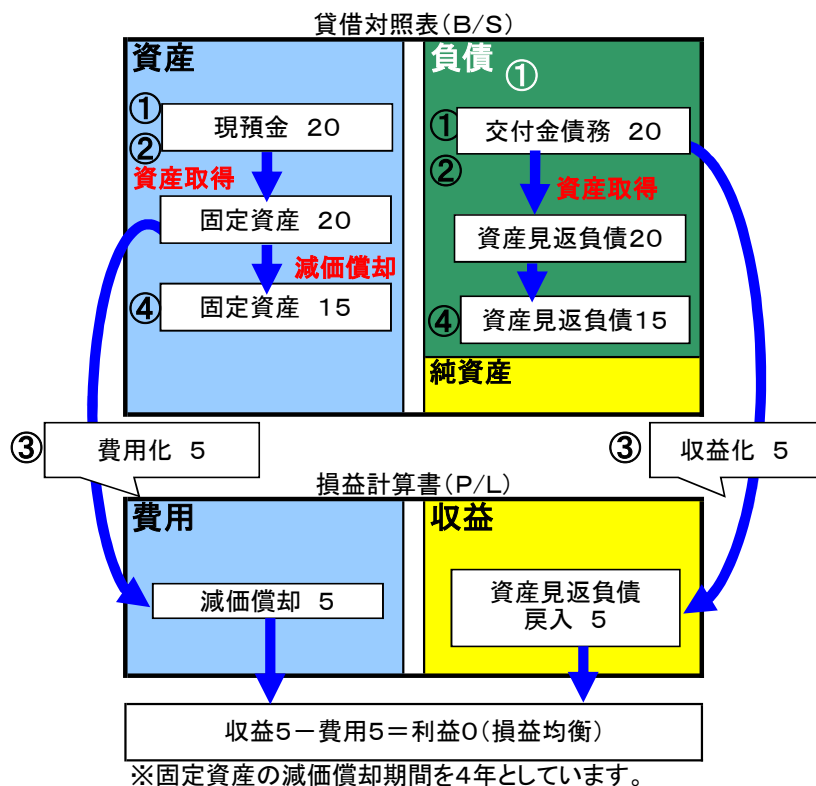 貸借対照表(B/S)
資産
負債
①
①
現預金 20
①
交付金債務 20
②
②
資産取得
資産取得
固定資産 20
資産見返負債20
減価償却
④
固定資産 15
④
資産見返負債15
純資産
③
費用化 5
③
収益化 5
損益計算書(P/L)
費用
収益
減価償却 5
資産見返負債
戻入 5
収益5-費用5=利益0(損益均衡)
※固定資産の減価償却期間を4年としています。